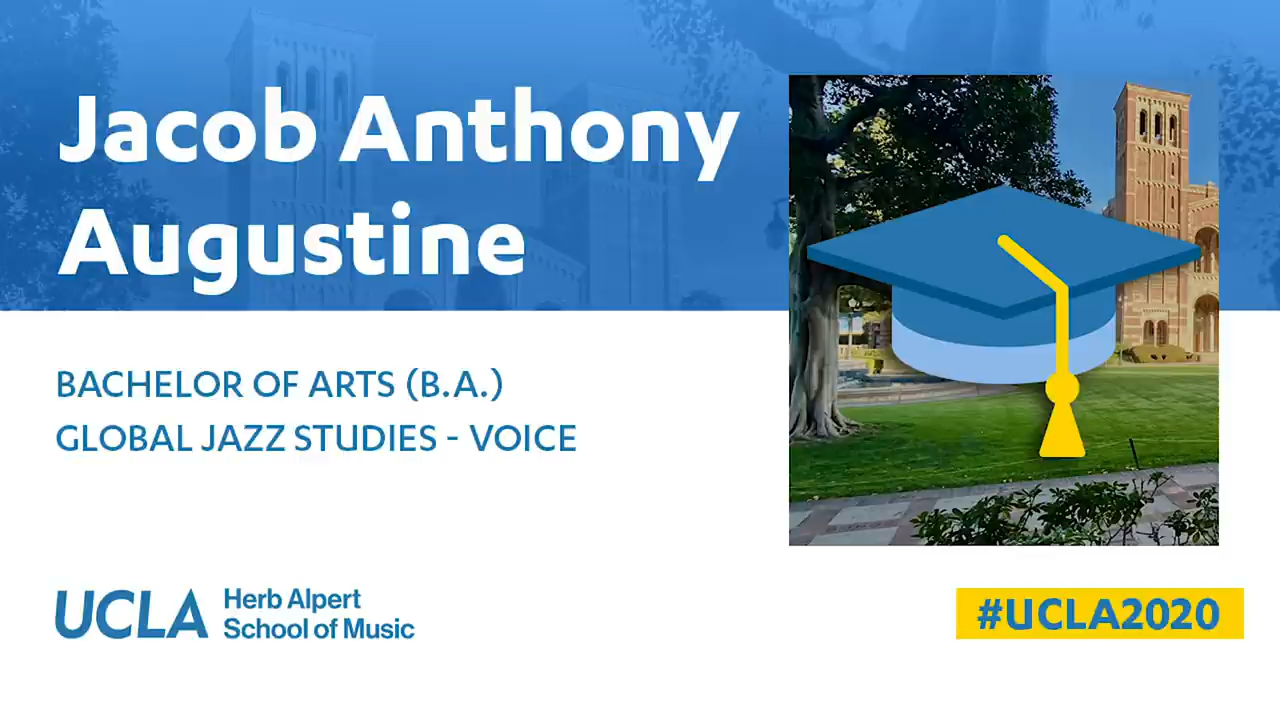 Jacob Anthony
Augustine
BACHELOR OF ARTS (B.A.)
GLOBAL JAZZ STUDIES - VOICE
UCLA Herb Alpert
School of Music
#UCLA2020